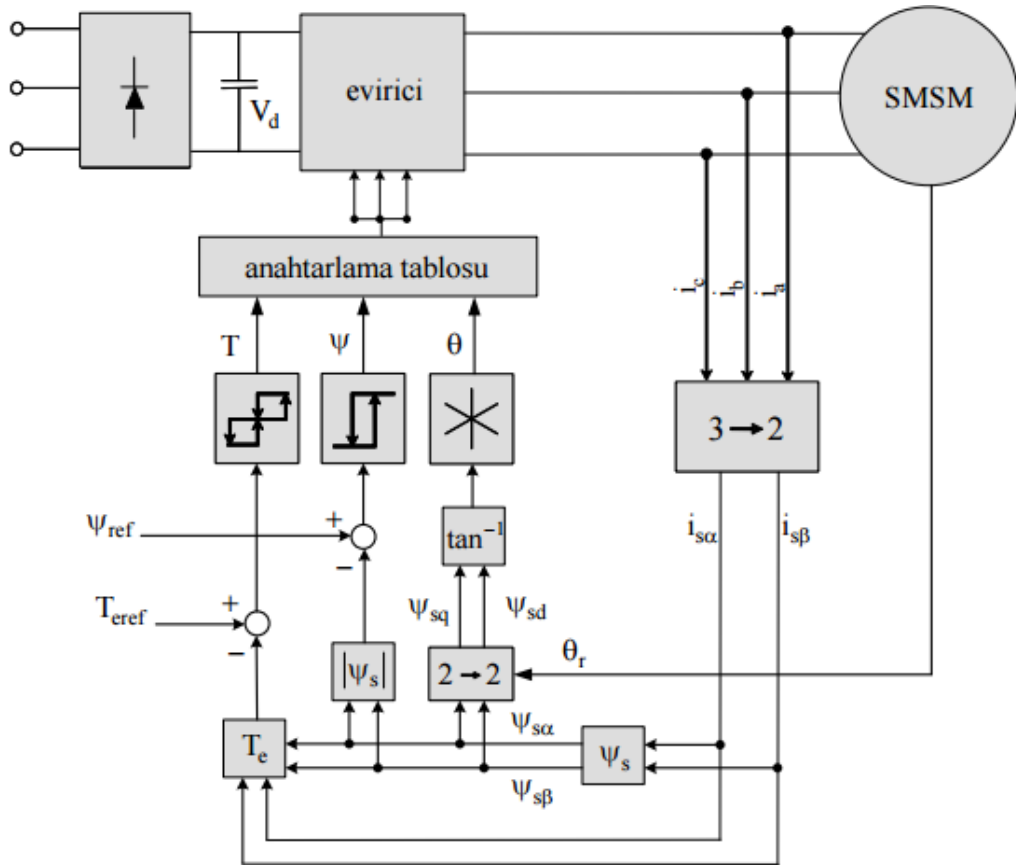 evirici
SMSM
V_d
anahtarlama tablosu
i_c
i_b
i_a
T
ψ
θ
3 → 2
ψ_ref
+
−
tan⁻¹
i_sα
i_sβ
T_eref
+
−
ψ_sq
ψ_sd
|ψ_s|
2 → 2
θ_r
T_e
ψ_sα
ψ_s
ψ_sβ